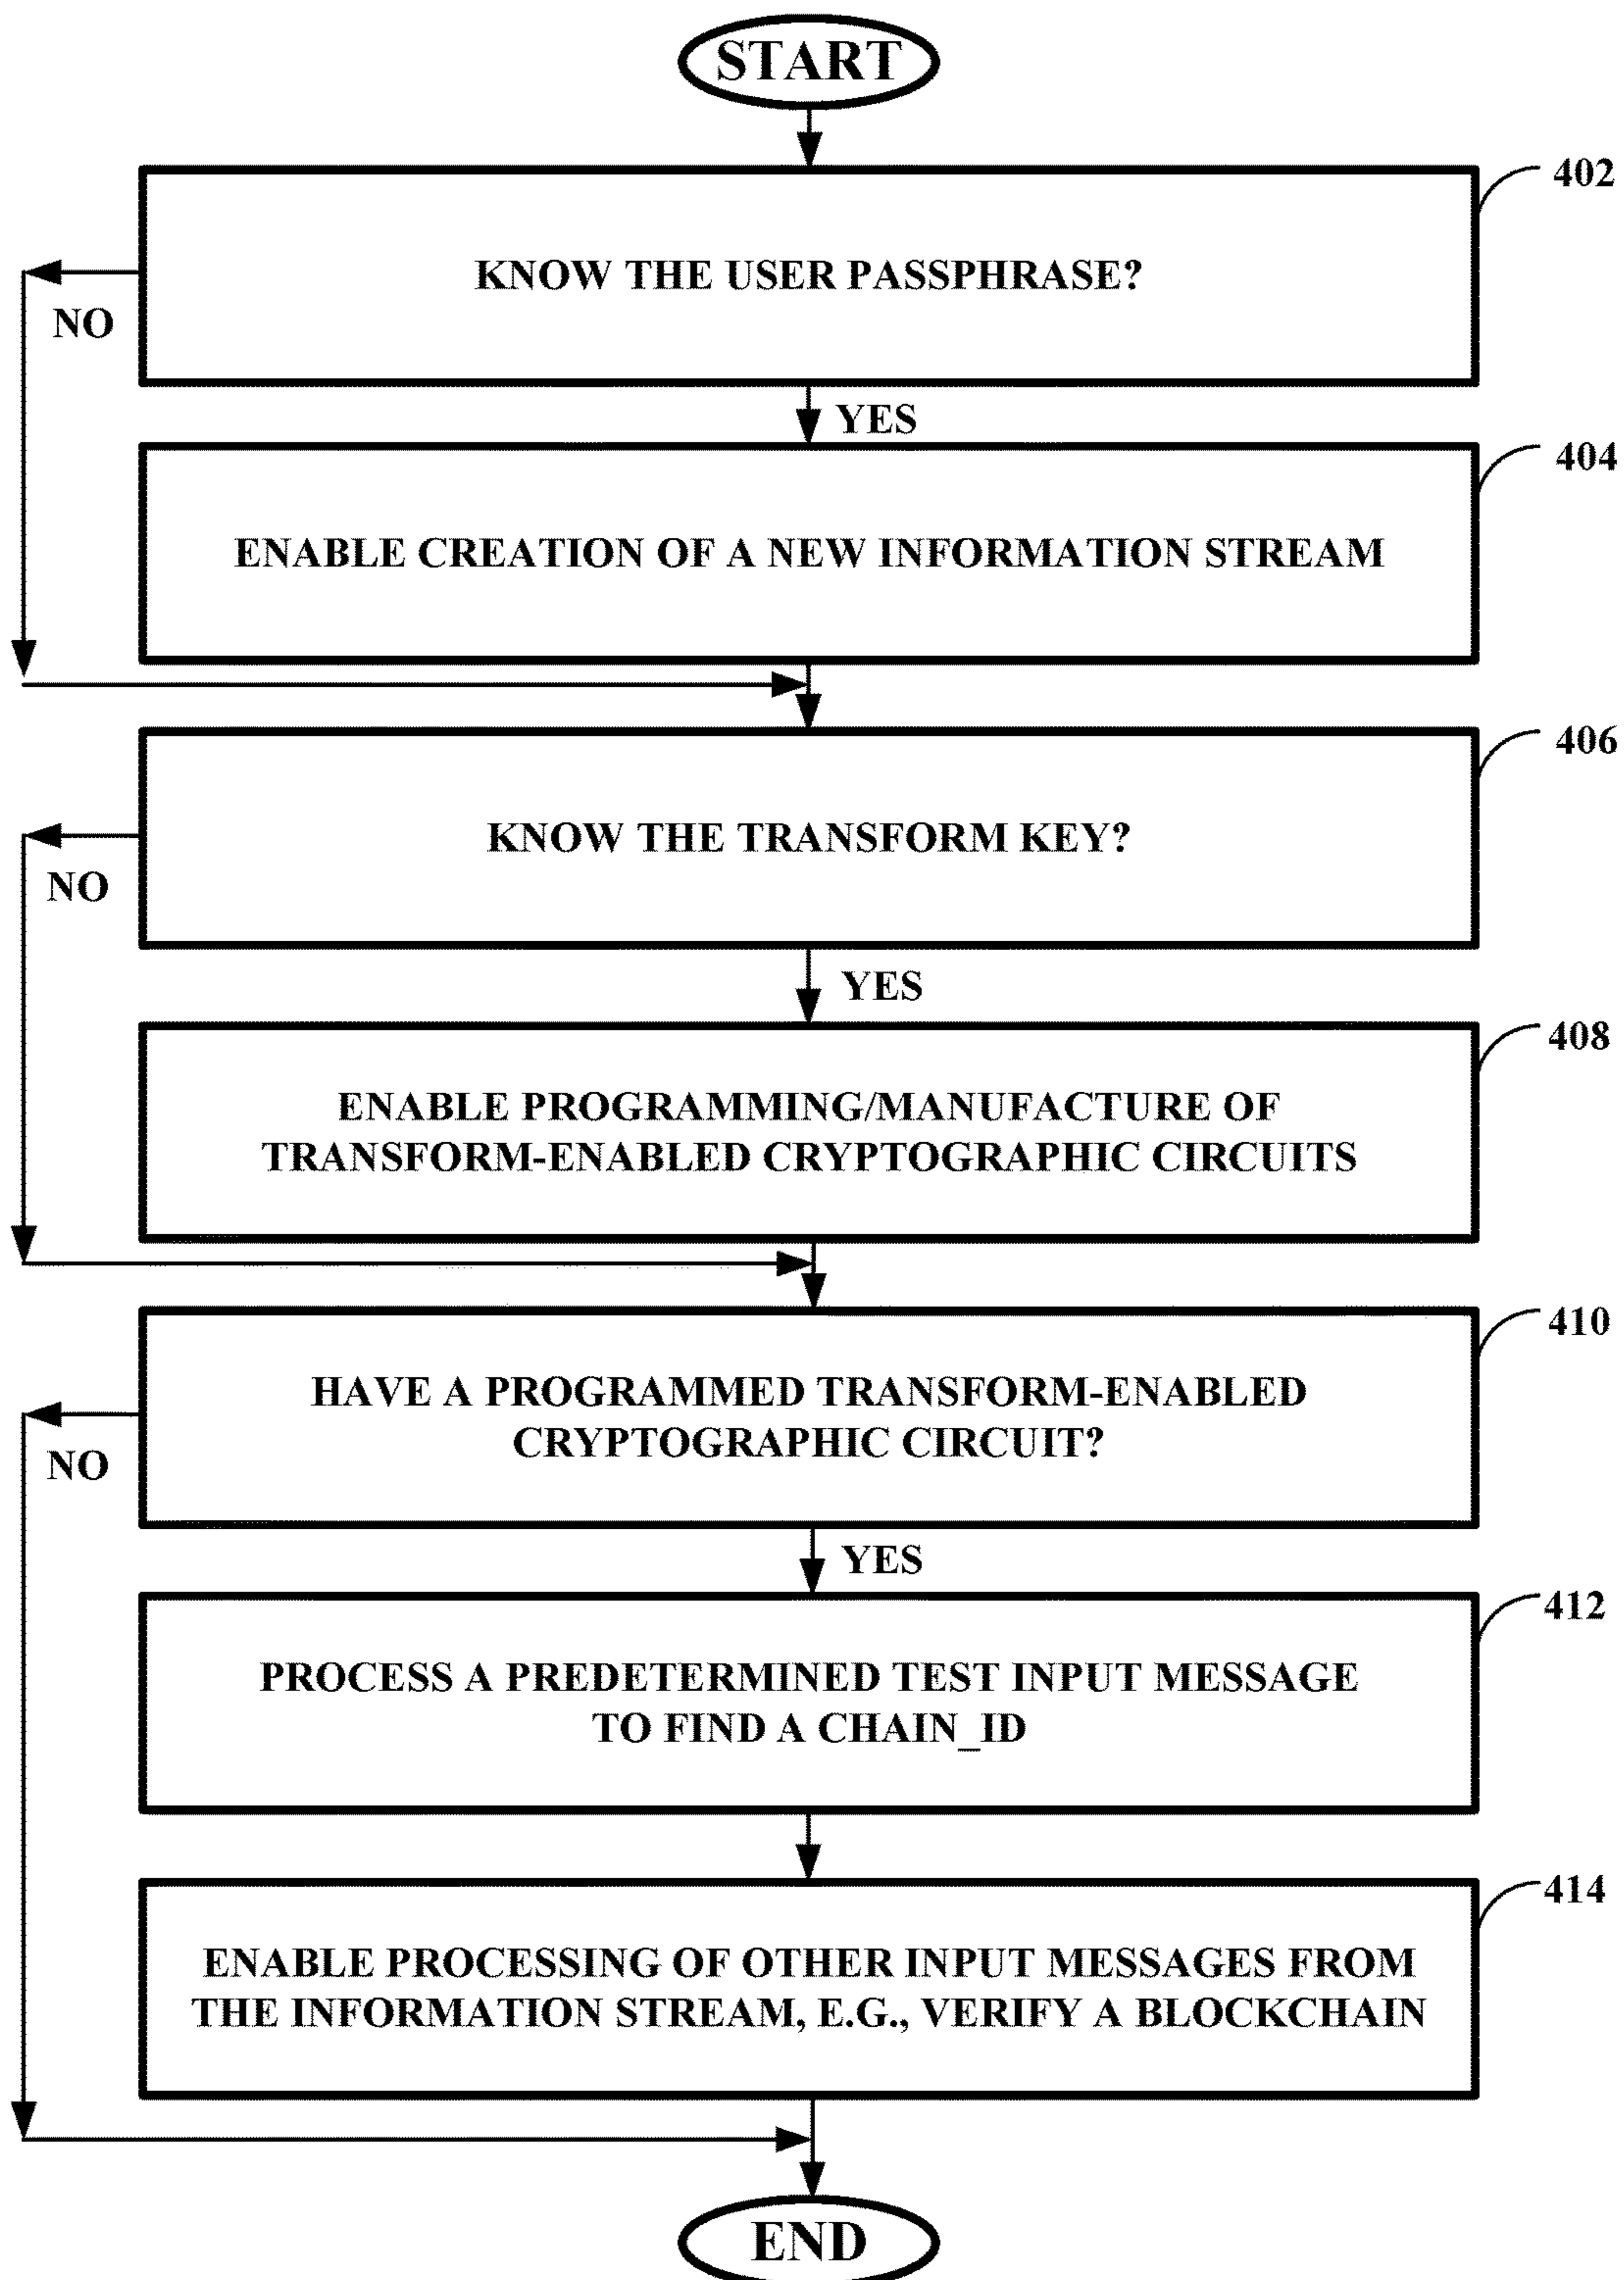 START
402
KNOW THE USER PASSPHRASE?
NO
YES
404
ENABLE CREATION OF A NEW INFORMATION STREAM
406
KNOW THE TRANSFORM KEY?
NO
YES
408
ENABLE PROGRAMMING/MANUFACTURE OF
TRANSFORM-ENABLED CRYPTOGRAPHIC CIRCUITS
410
HAVE A PROGRAMMED TRANSFORM-ENABLED
CRYPTOGRAPHIC CIRCUIT?
NO
YES
412
PROCESS A PREDETERMINED TEST INPUT MESSAGE
TO FIND A CHAIN_ID
414
ENABLE PROCESSING OF OTHER INPUT MESSAGES FROM
THE INFORMATION STREAM, E.G., VERIFY A BLOCKCHAIN
END